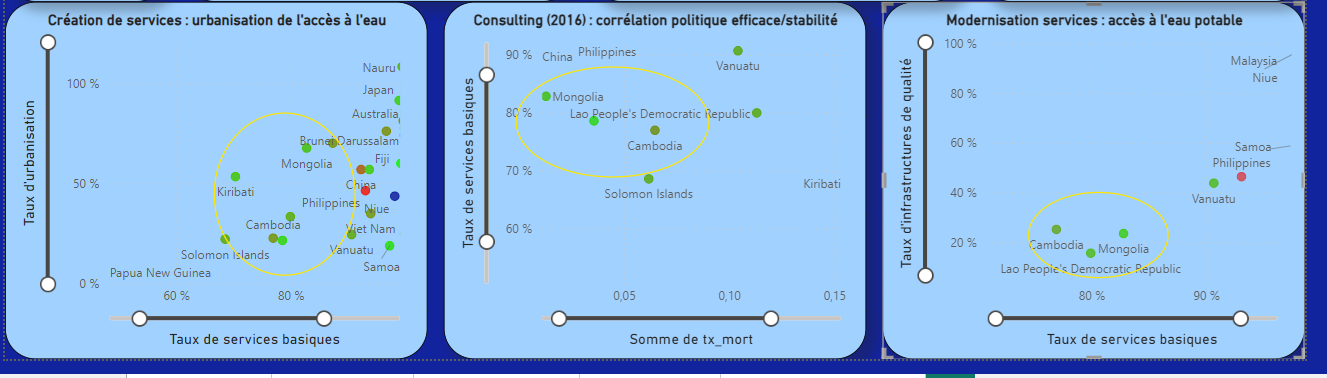 Création de services : urbanisation de l'accès à l'eau
Taux d'urbanisation
100 %
50 %
0 %
Nauru
Japan
Australia
Brunei Darussalam
Mongolia
Fiji
China
Kiribati
Philippines
Niue
Cambodia
Viet Nam
Vanuatu
Solomon Islands
Samoa
Papua New Guinea
60 %
80 %
Taux de services basiques
Consulting (2016) : corrélation politique efficace/stabilité
Taux de services basiques
90 %
80 %
70 %
60 %
China
Philippines
Vanuatu
Mongolia
Lao People's Democratic Republic
Cambodia
Kiribati
Solomon Islands
0,05
0,10
0,15
Somme de tx_mort
Modernisation services : accès à l'eau potable
Taux d'infrastructures de qualité
100 %
80 %
60 %
40 %
20 %
Malaysia
Niue
Samoa
Philippines
Vanuatu
Cambodia
Mongolia
Lao People's Democratic Republic
80 %
90 %
Taux de services basiques